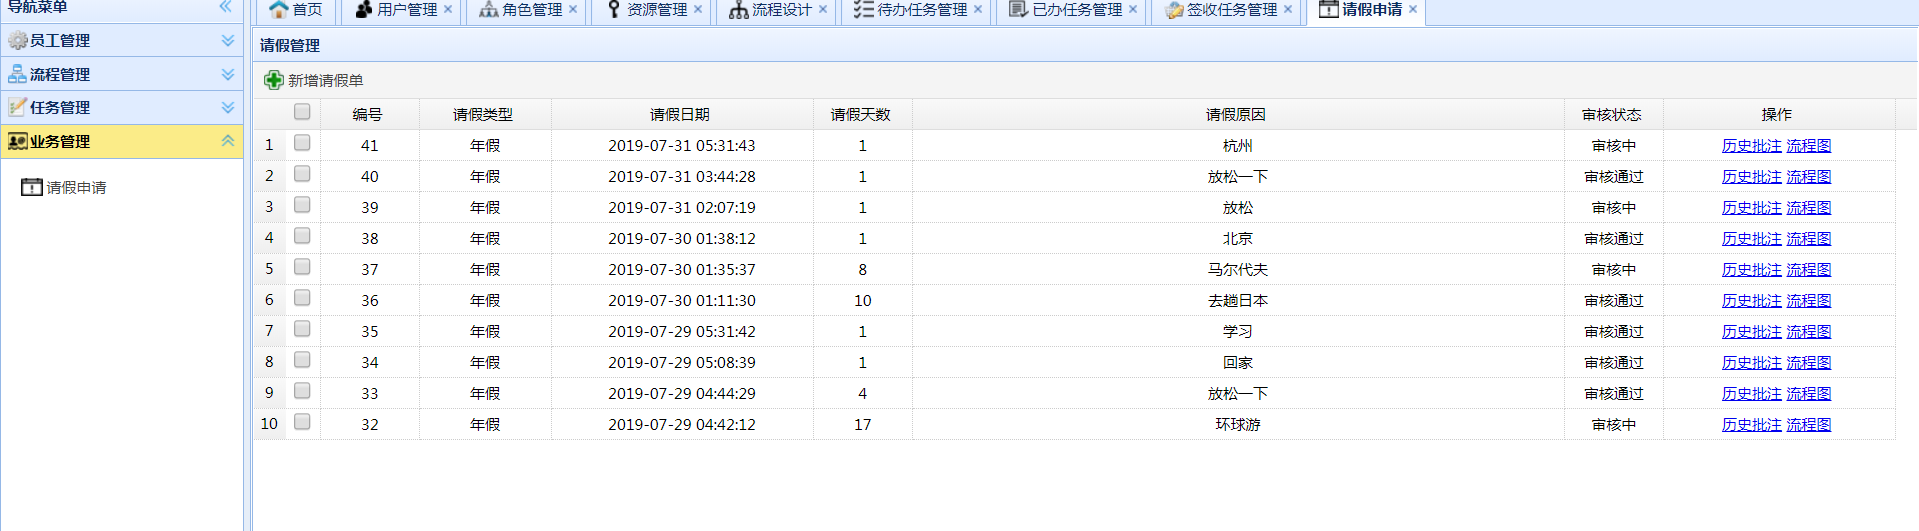 导航菜单
首页 用户管理 角色管理 资源管理 流程设计 待办任务管理 已办任务管理 签收任务管理 请假申请
员工管理
流程管理
任务管理
业务管理
请假申请
请假管理
新增请假单
编号 请假类型 请假日期 请假天数 请假原因 审核状态 操作
1 41 年假 2019-07-31 05:31:43 1 杭州 审核中 历史批注 流程图
2 40 年假 2019-07-31 03:44:28 1 放松一下 审核通过 历史批注 流程图
3 39 年假 2019-07-31 02:07:19 1 放松 审核中 历史批注 流程图
4 38 年假 2019-07-30 01:38:12 1 北京 审核通过 历史批注 流程图
5 37 年假 2019-07-30 01:35:37 8 马尔代夫 审核中 历史批注 流程图
6 36 年假 2019-07-30 01:11:30 10 去趟日本 审核通过 历史批注 流程图
7 35 年假 2019-07-29 05:31:42 1 学习 审核通过 历史批注 流程图
8 34 年假 2019-07-29 05:08:39 1 回家 审核通过 历史批注 流程图
9 33 年假 2019-07-29 04:44:29 4 放松一下 审核通过 历史批注 流程图
10 32 年假 2019-07-29 04:42:12 17 环球游 审核中 历史批注 流程图